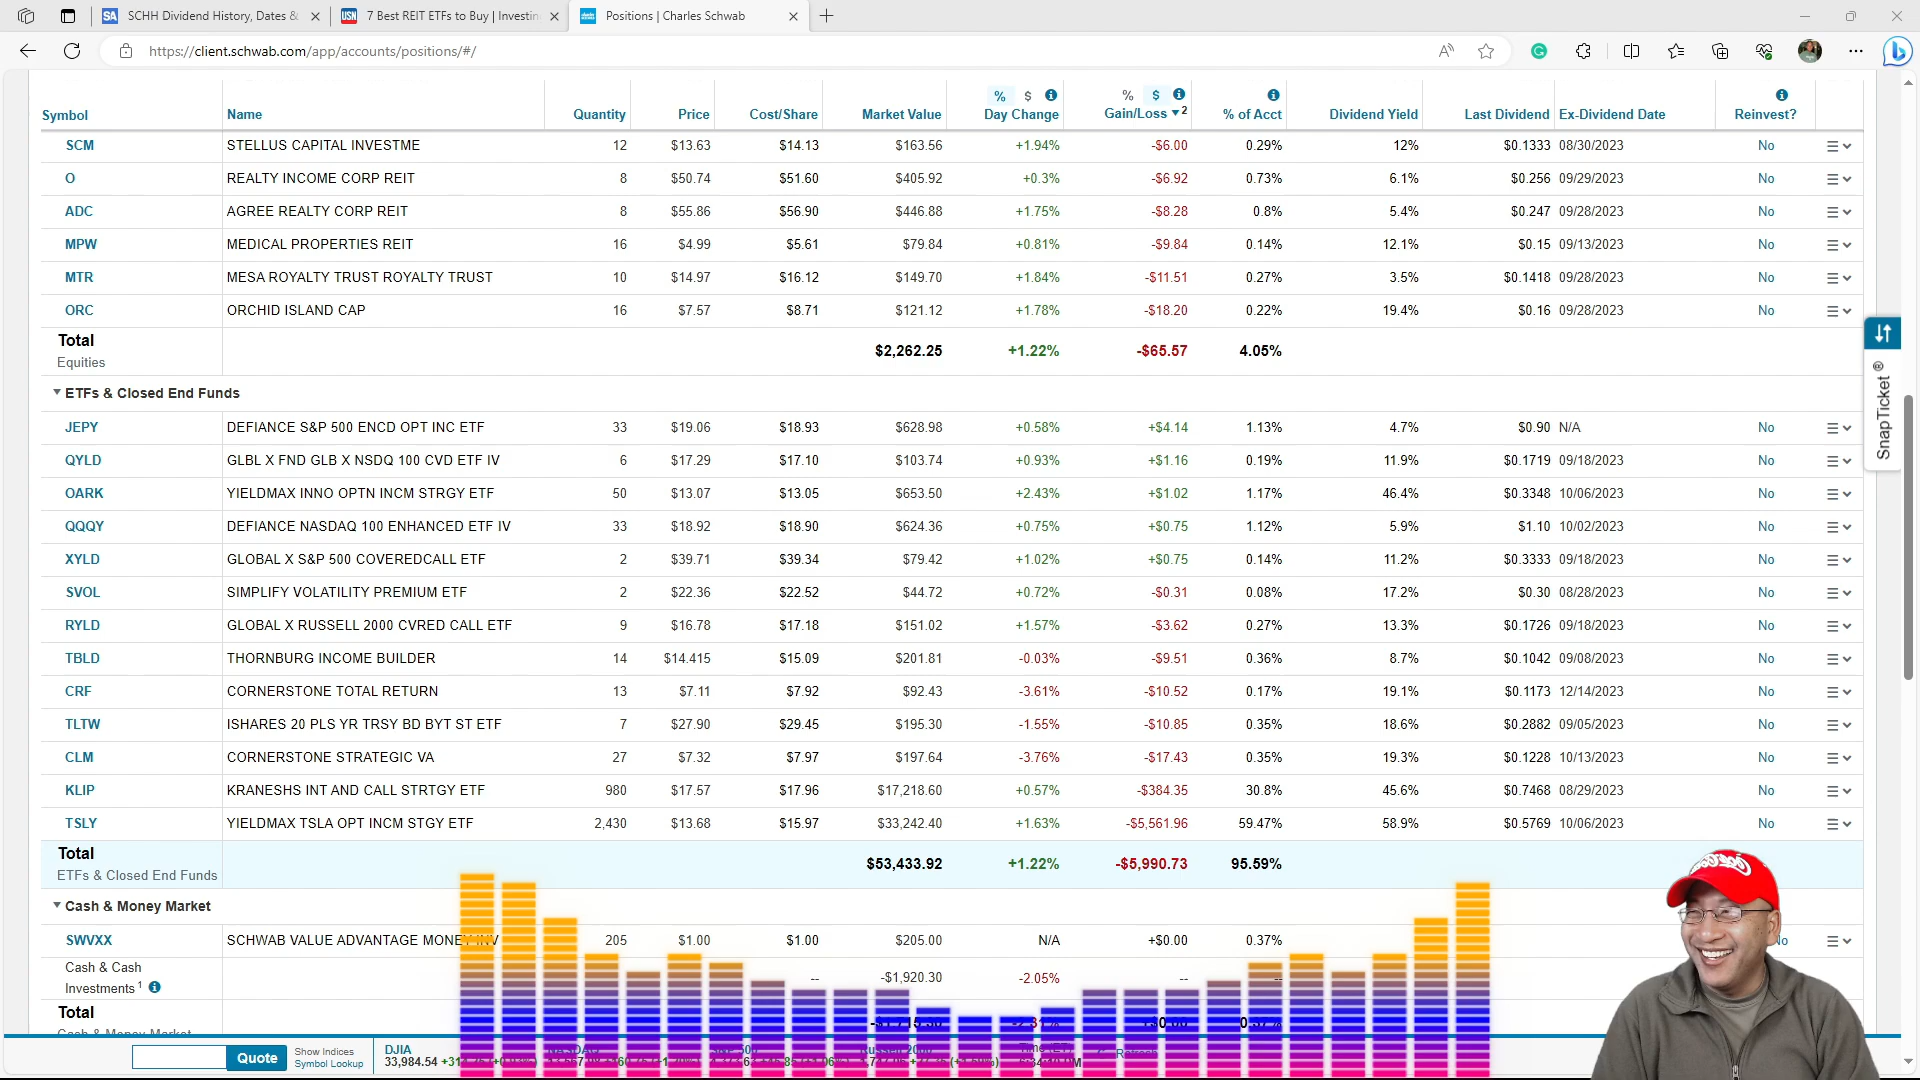 SCHH Dividend History, Dates &
7 Best REIT ETFs to Buy | Investin
Positions | Charles Schwab
https://client.schwab.com/app/accounts/positions/#/
% $ % $
Symbol Name Quantity Price Cost/Share Market Value Day Change Gain/Loss 2 % of Acct Dividend Yield Last Dividend Ex-Dividend Date Reinvest?
SCM STELLUS CAPITAL INVESTME 12 $13.63 $14.13 $163.56 +1.94% -$6.00 0.29% 12% $0.1333 08/30/2023 No
O REALTY INCOME CORP REIT 8 $50.74 $51.60 $405.92 +0.3% -$6.92 0.73% 6.1% $0.256 09/29/2023 No
ADC AGREE REALTY CORP REIT 8 $55.86 $56.90 $446.88 +1.75% -$8.28 0.8% 5.4% $0.247 09/28/2023 No
MPW MEDICAL PROPERTIES REIT 16 $4.99 $5.61 $79.84 +0.81% -$9.84 0.14% 12.1% $0.15 09/13/2023 No
MTR MESA ROYALTY TRUST ROYALTY TRUST 10 $14.97 $16.12 $149.70 +1.84% -$11.51 0.27% 3.5% $0.1418 09/28/2023 No
ORC ORCHID ISLAND CAP 16 $7.57 $8.71 $121.12 +1.78% -$18.20 0.22% 19.4% $0.16 09/28/2023 No
Total
Equities $2,262.25 +1.22% -$65.57 4.05%
ETFs & Closed End Funds
JEPY DEFIANCE S&P 500 ENCD OPT INC ETF 33 $19.06 $18.93 $628.98 +0.58% +$4.14 1.13% 4.7% $0.90 N/A No
QYLD GLBL X FND GLB X NSDQ 100 CVD ETF IV 6 $17.29 $17.10 $103.74 +0.93% +$1.16 0.19% 11.9% $0.1719 09/18/2023 No
OARK YIELDMAX INNO OPTN INCM STRGY ETF 50 $13.07 $13.05 $653.50 +2.43% +$1.02 1.17% 46.4% $0.3348 10/06/2023 No
QQQY DEFIANCE NASDAQ 100 ENHANCED ETF IV 33 $18.92 $18.90 $624.36 +0.75% +$0.75 1.12% 5.9% $1.10 10/02/2023 No
XYLD GLOBAL X S&P 500 COVEREDCALL ETF 2 $39.71 $39.34 $79.42 +1.02% +$0.75 0.14% 11.2% $0.3333 09/18/2023 No
SVOL SIMPLIFY VOLATILITY PREMIUM ETF 2 $22.36 $22.52 $44.72 +0.72% -$0.31 0.08% 17.2% $0.30 08/28/2023 No
RYLD GLOBAL X RUSSELL 2000 CVRED CALL ETF 9 $16.78 $17.18 $151.02 +1.57% -$3.62 0.27% 13.3% $0.1726 09/18/2023 No
TBLD THORNBURG INCOME BUILDER 14 $14.415 $15.09 $201.81 -0.03% -$9.51 0.36% 8.7% $0.1042 09/08/2023 No
CRF CORNERSTONE TOTAL RETURN 13 $7.11 $7.92 $92.43 -3.61% -$10.52 0.17% 19.1% $0.1173 12/14/2023 No
TLTW ISHARES 20 PLS YR TRSY BD BYT ST ETF 7 $27.90 $29.45 $195.30 -1.55% -$10.85 0.35% 18.6% $0.2882 09/05/2023 No
CLM CORNERSTONE STRATEGIC VA 27 $7.32 $7.97 $197.64 -3.76% -$17.43 0.35% 19.3% $0.1228 10/13/2023 No
KLIP KRANESHS INT AND CALL STRTGY ETF 980 $17.57 $17.96 $17,218.60 +0.57% -$384.35 30.8% 45.6% $0.7468 08/29/2023 No
TSLY YIELDMAX TSLA OPT INCM STGY ETF 2,430 $13.68 $15.97 $33,242.40 +1.63% -$5,561.96 59.47% 58.9% $0.5769 10/06/2023 No
Total
ETFs & Closed End Funds $53,433.92 +1.22% -$5,990.73 95.59%
Cash & Money Market
SWVXX SCHWAB VALUE ADVANTAGE MONEY INV 205 $1.00 $1.00 $205.00 N/A +$0.00 0.37% No
Cash & Cash
Investments 1 -- -$1,920.30 -2.05% -- --
Total
Cash & Money Market -$1,715.30 -2.31% +$0.00 0.37%
SnapTicket®
Quote
Show Indices
Symbol Lookup
DJIA NASDAQ S&P 500 Russell 2000 Time (ET)
33,984.54 Refresh
Coca-Cola